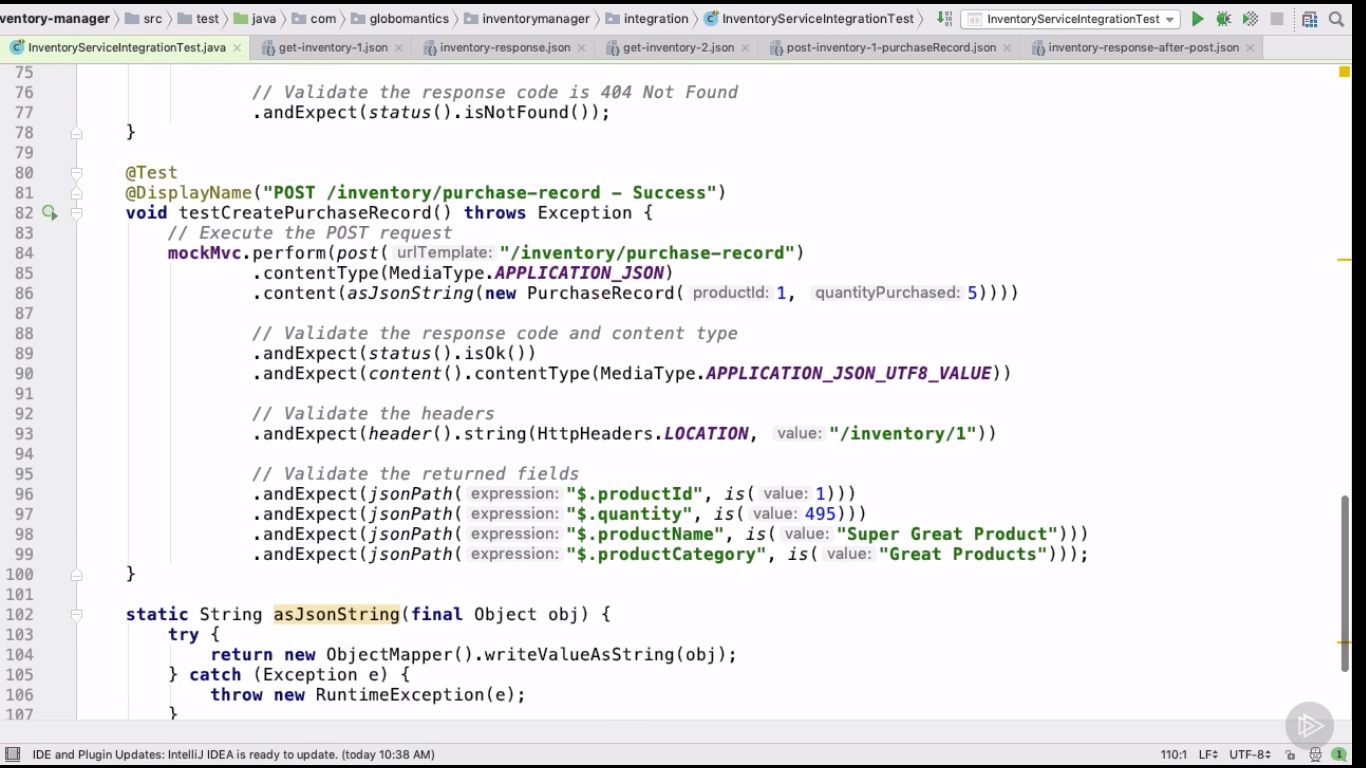 ventory-manager src test java com globomantics inventorymanager integration InventoryServiceIntegrationTest InventoryServiceIntegrationTest
InventoryServiceIntegrationTest.java get-inventory-1.json inventory-response.json get-inventory-2.json post-inventory-1-purchaseRecord.json inventory-response-after-post.json
75
76 // Validate the response code is 404 Not Found
77 .andExpect(status().isNotFound());
78 }
79
80 @Test
81 @DisplayName("POST /inventory/purchase-record - Success")
82 void testCreatePurchaseRecord() throws Exception {
83 // Execute the POST request
84 mockMvc.perform(post( urlTemplate: "/inventory/purchase-record")
85 .contentType(MediaType.APPLICATION_JSON)
86 .content(asJsonString(new PurchaseRecord( productId: 1, quantityPurchased: 5))))
87
88 // Validate the response code and content type
89 .andExpect(status().isOk())
90 .andExpect(content().contentType(MediaType.APPLICATION_JSON_UTF8_VALUE))
91
92 // Validate the headers
93 .andExpect(header().string(HttpHeaders.LOCATION, value: "/inventory/1"))
94
95 // Validate the returned fields
96 .andExpect(jsonPath( expression: "$.productId", is( value: 1)))
97 .andExpect(jsonPath( expression: "$.quantity", is( value: 495)))
98 .andExpect(jsonPath( expression: "$.productName", is( value: "Super Great Product")))
99 .andExpect(jsonPath( expression: "$.productCategory", is( value: "Great Products")));
100 }
101
102 static String asJsonString(final Object obj) {
103 try {
104 return new ObjectMapper().writeValueAsString(obj);
105 } catch (Exception e) {
106 throw new RuntimeException(e);
107 }
IDE and Plugin Updates: IntelliJ IDEA is ready to update. (today 10:38 AM) 110:1 LF UTF-8 1